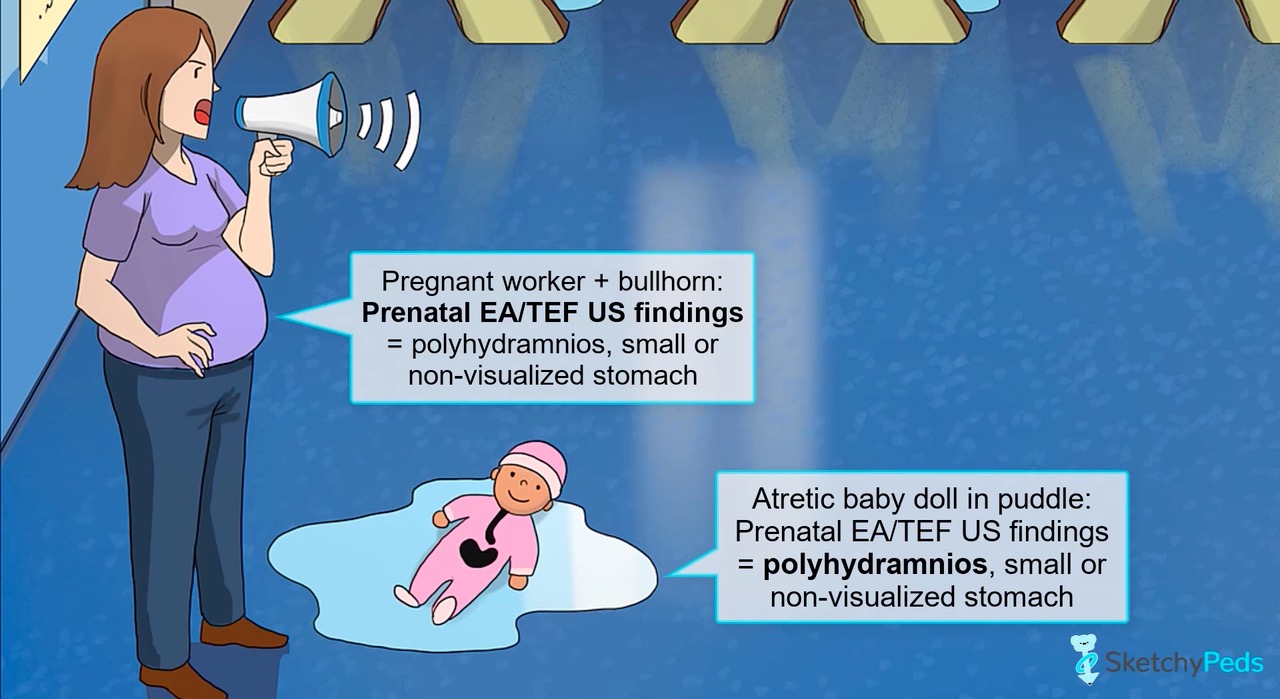 Pregnant worker + bullhorn:
Prenatal EA/TEF US findings
= polyhydramnios, small or
non-visualized stomach
Atretic baby doll in puddle:
Prenatal EA/TEF US findings
= polyhydramnios, small or
non-visualized stomach
SketchyPeds